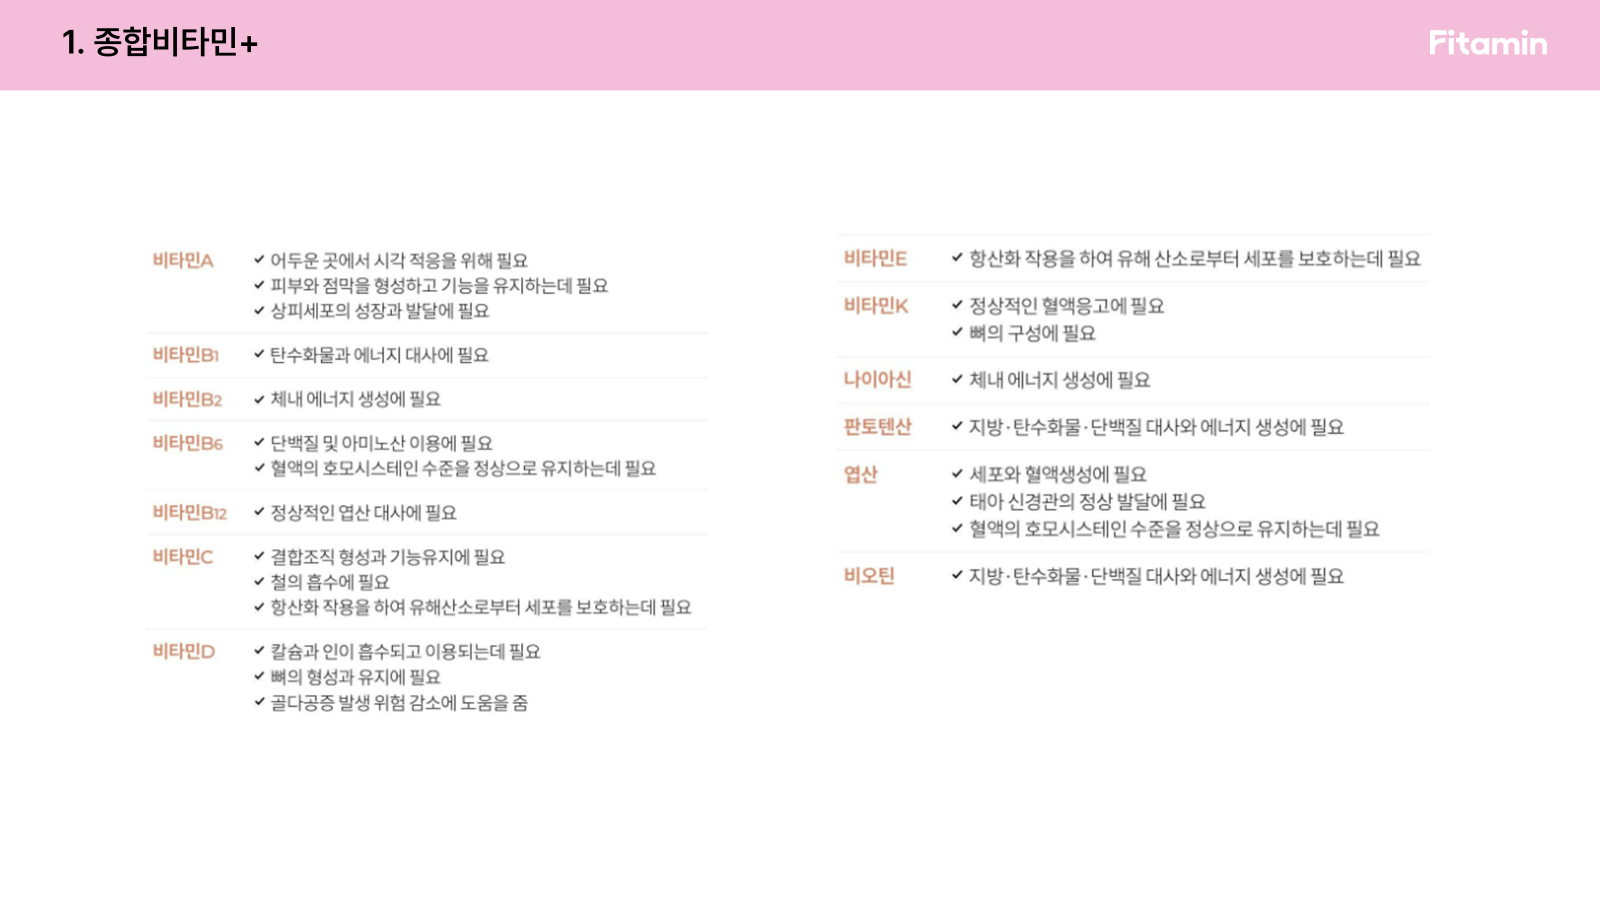 1. 종합비타민+
Fitamin
비타민A
✓ 어두운 곳에서 시각 적응을 위해 필요
✓ 피부와 점막을 형성하고 기능을 유지하는데 필요
✓ 상피세포의 성장과 발달에 필요
비타민B1
✓ 탄수화물과 에너지 대사에 필요
비타민B2
✓ 체내 에너지 생성에 필요
비타민B6
✓ 단백질 및 아미노산 이용에 필요
✓ 혈액의 호모시스테인 수준을 정상으로 유지하는데 필요
비타민B12
✓ 정상적인 엽산 대사에 필요
비타민C
✓ 결합조직 형성과 기능유지에 필요
✓ 철의 흡수에 필요
✓ 항산화 작용을 하여 유해산소로부터 세포를 보호하는데 필요
비타민D
✓ 칼슘과 인이 흡수되고 이용되는데 필요
✓ 뼈의 형성과 유지에 필요
✓ 골다공증 발생 위험 감소에 도움을 줌
비타민E
✓ 항산화 작용을 하여 유해 산소로부터 세포를 보호하는데 필요
비타민K
✓ 정상적인 혈액응고에 필요
✓ 뼈의 구성에 필요
나이아신
✓ 체내 에너지 생성에 필요
판토텐산
✓ 지방·탄수화물·단백질 대사와 에너지 생성에 필요
엽산
✓ 세포와 혈액생성에 필요
✓ 태아 신경관의 정상 발달에 필요
✓ 혈액의 호모시스테인 수준을 정상으로 유지하는데 필요
비오틴
✓ 지방·탄수화물·단백질 대사와 에너지 생성에 필요